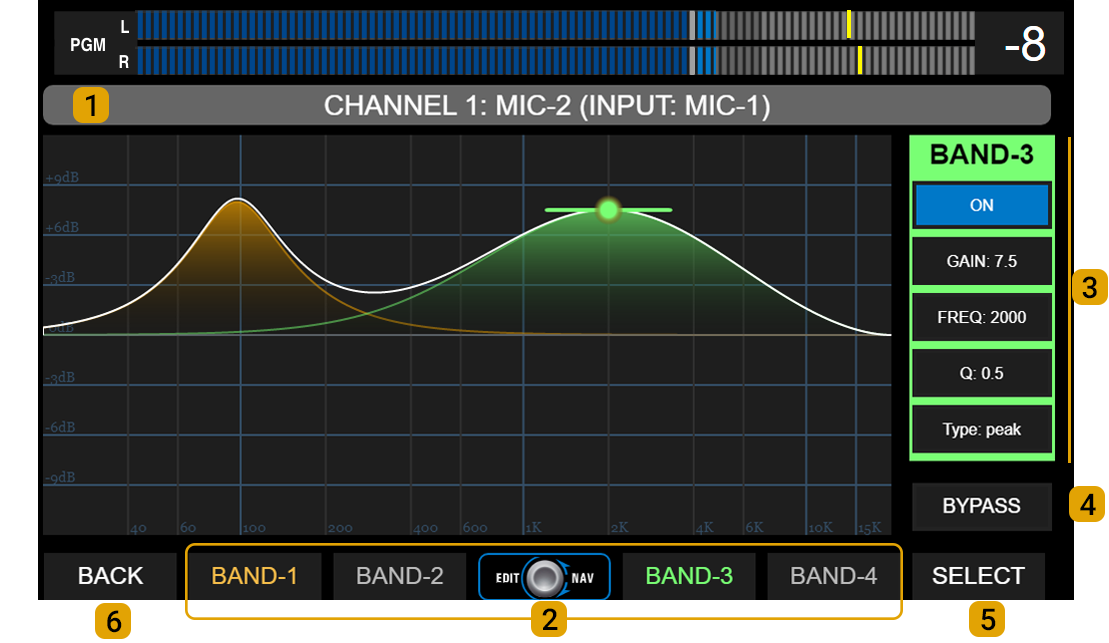 L
PGM
R
-8
1
CHANNEL 1: MIC-2 (INPUT: MIC-1)
BAND-3
ON
GAIN: 7.5
FREQ: 2000
Q: 0.5
Type: peak
3
+9dB
+6dB
-3dB
-3dB
-6dB
-9dB
40 60 100 200 400 600 1K 2K 4K 6K 10K 15K
BYPASS
4
BACK
BAND-1
BAND-2
EDIT NAV
BAND-3
BAND-4
SELECT
6
2
5